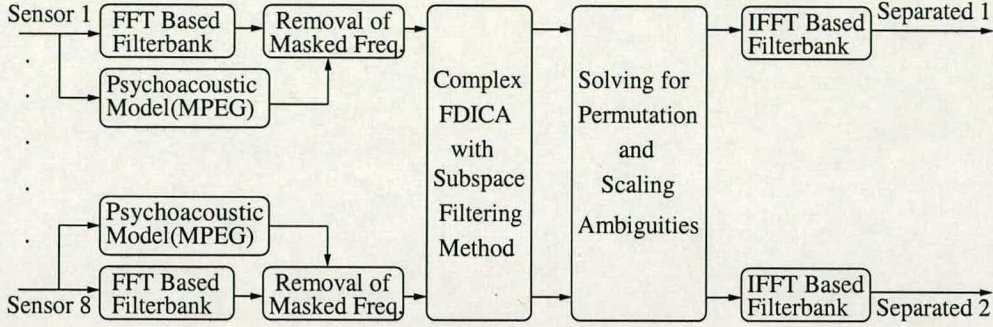 Sensor 1
FFT Based
Filterbank
Removal of
Masked Freq.
Psychoacoustic
Model(MPEG)
Complex
FDICA
with
Subspace
Filtering
Method
Solving for
Permutation
and
Scaling
Ambiguities
IFFT Based
Filterbank
Separated 1
Psychoacoustic
Model(MPEG)
Sensor 8
FFT Based
Filterbank
Removal of
Masked Freq.
IFFT Based
Filterbank
Separated 2